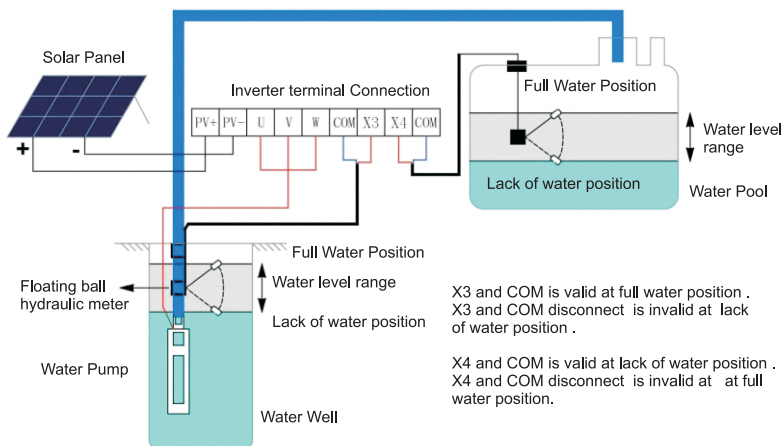 Solar Panel
Inverter terminal Connection
Full Water Position
PV+ PV- U V W COM X3 X4 COM
Water level
range
+ -
Lack of water position
Water Pool
Full Water Position
Floating ball
hydraulic meter
Water level range
Lack of water position
X3 and COM is valid at full water position .
X3 and COM disconnect is invalid at lack
of water position .
Water Pump
X4 and COM is valid at lack of water position .
X4 and COM disconnect is invalid at at full
water position.
Water Well